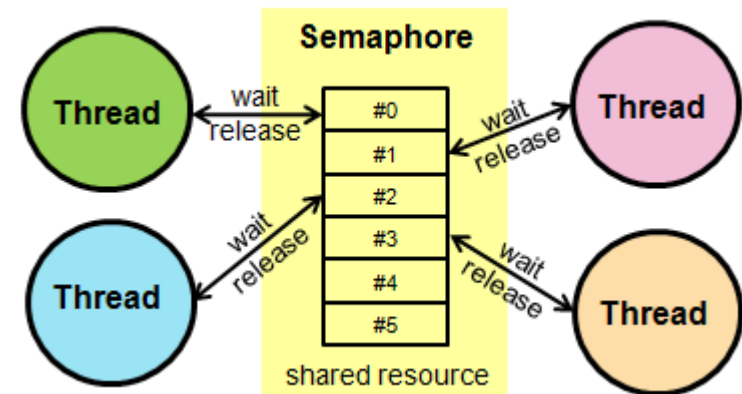 Semaphore
Thread
wait
release
#0
#1
#2
#3
#4
#5
wait
release
Thread
Thread
wait
release
wait
release
Thread
shared resource